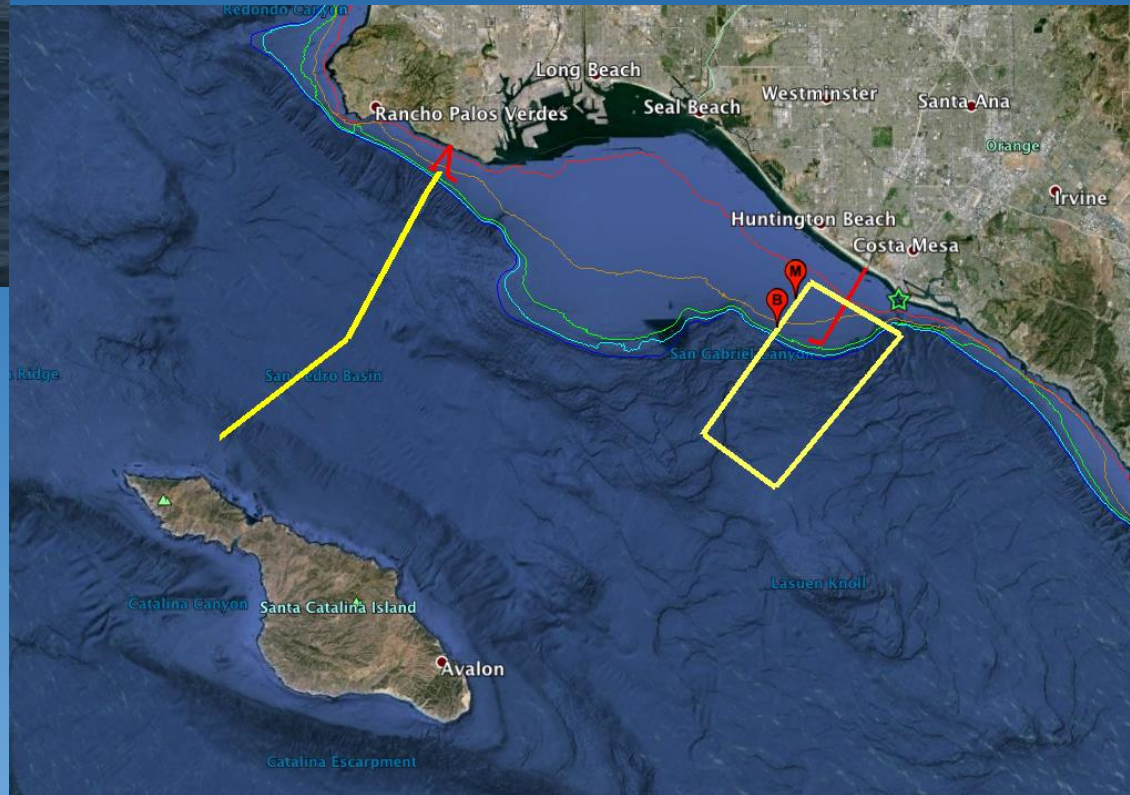 Redondo Canyon
Long Beach
Rancho Palos Verdes
Seal Beach
Westminster
Santa Ana
Orange
Irvine
Huntington Beach
Costa Mesa
M
B
San Gabriel Canyon
Ridge
San Pedro Basin
Lasuen Knoll
Catalina Canyon
Santa Catalina Island
Avalon
Catalina Escarpment